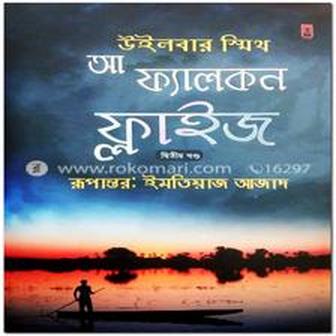 উইলবার স্মিথ
আ ফ্যালকন
ফ্লাইজ
দ্বিতীয় খণ্ড
www.rokomari.com 16297
রূপান্তর: ইমতিয়াজ আজাদ